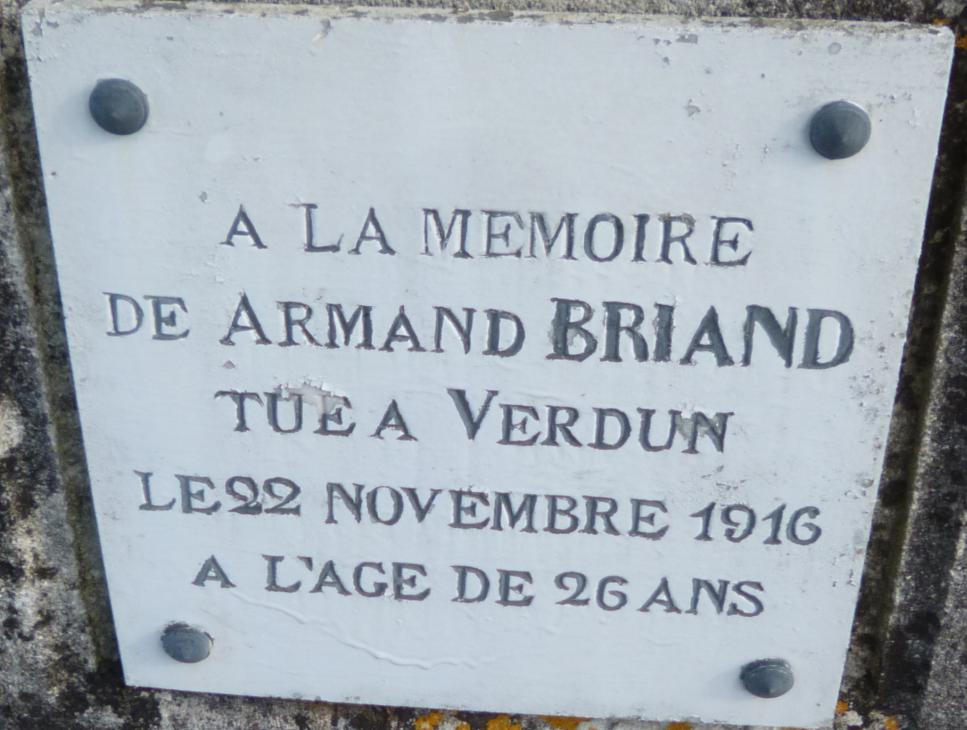 A LA MEMOIRE
DE ARMAND BRIAND
TUE A VERDUN
LE 22 NOVEMBRE 1916
A L'AGE DE 26 ANS